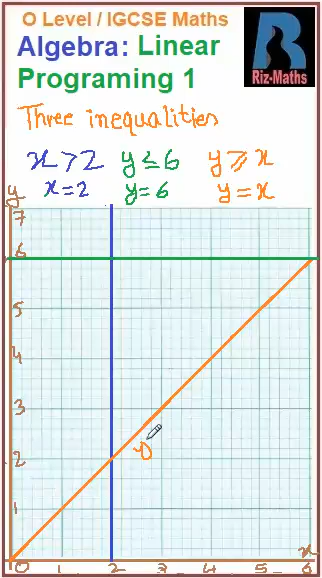 O Level / IGCSE Maths
Algebra: Linear
Programing 1
Riz-Maths
Three inequalities
x > 2 y ≤ 6 y ⩾ x
x = 2 y = 6 y = x
y
7
6
5
4
3
2
1
0 1 2 3 4 5 6
x